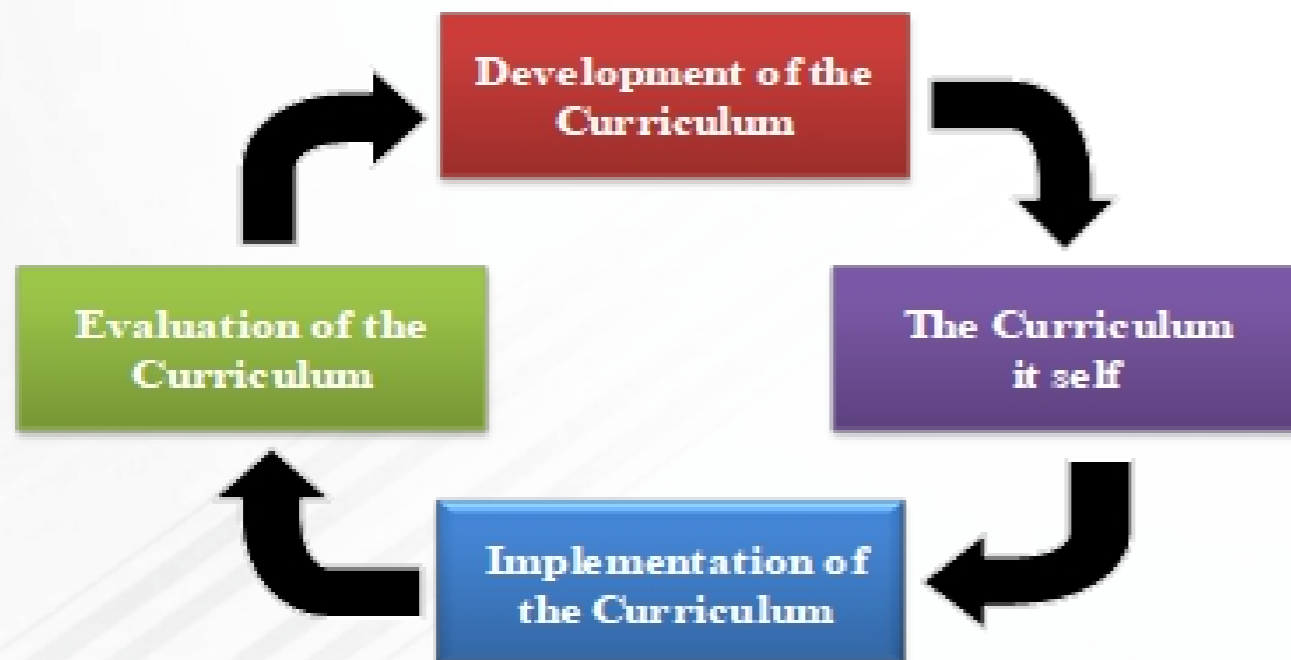 Development of the
Curriculum
Evaluation of the
Curriculum
The Curriculum
it self
Implementation of
the Curriculum